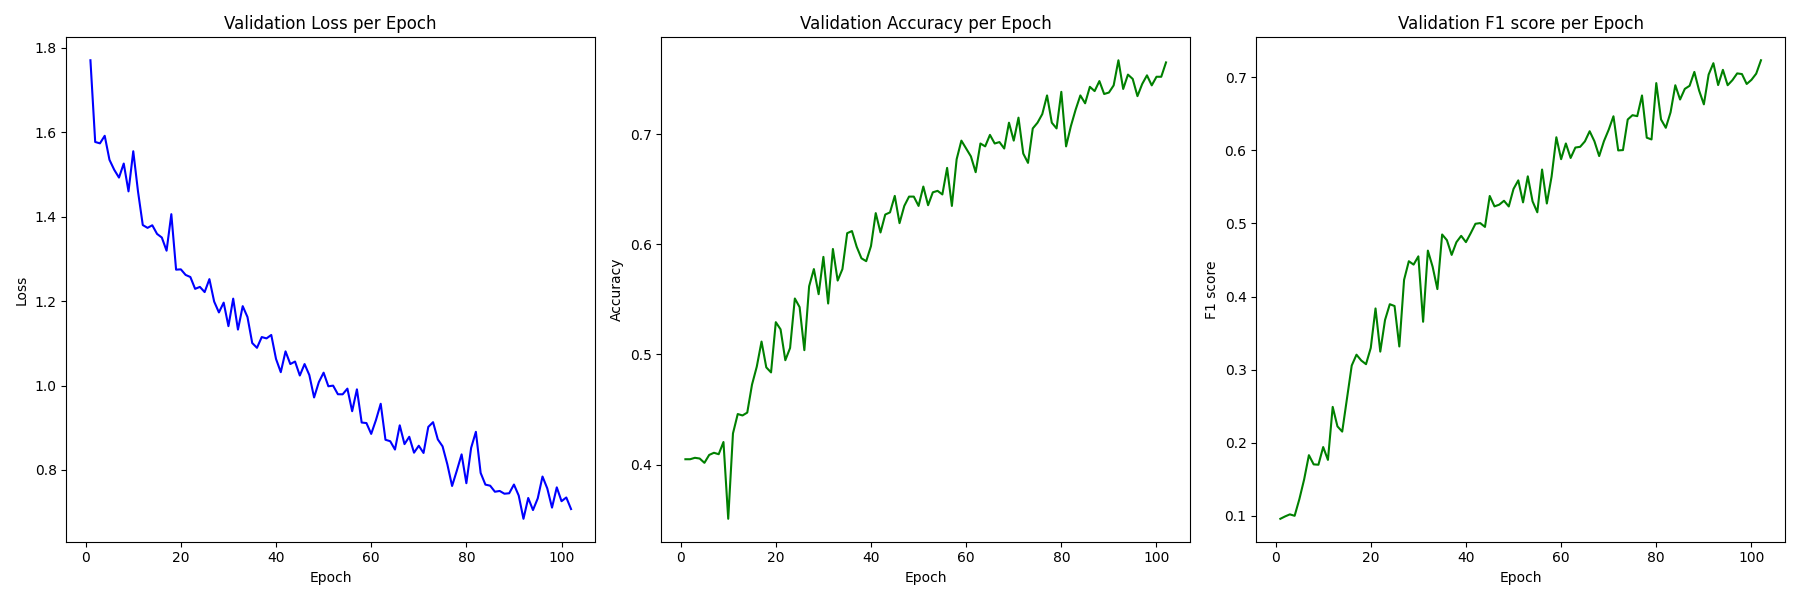 Validation Loss per Epoch
1.8
1.6
1.4
1.2
1.0
0.8
Loss
0 20 40 60 80 100
Epoch
Validation Accuracy per Epoch
0.7
0.6
0.5
0.4
Accuracy
0 20 40 60 80 100
Epoch
Validation F1 score per Epoch
0.7
0.6
0.5
0.4
0.3
0.2
0.1
F1 score
0 20 40 60 80 100
Epoch